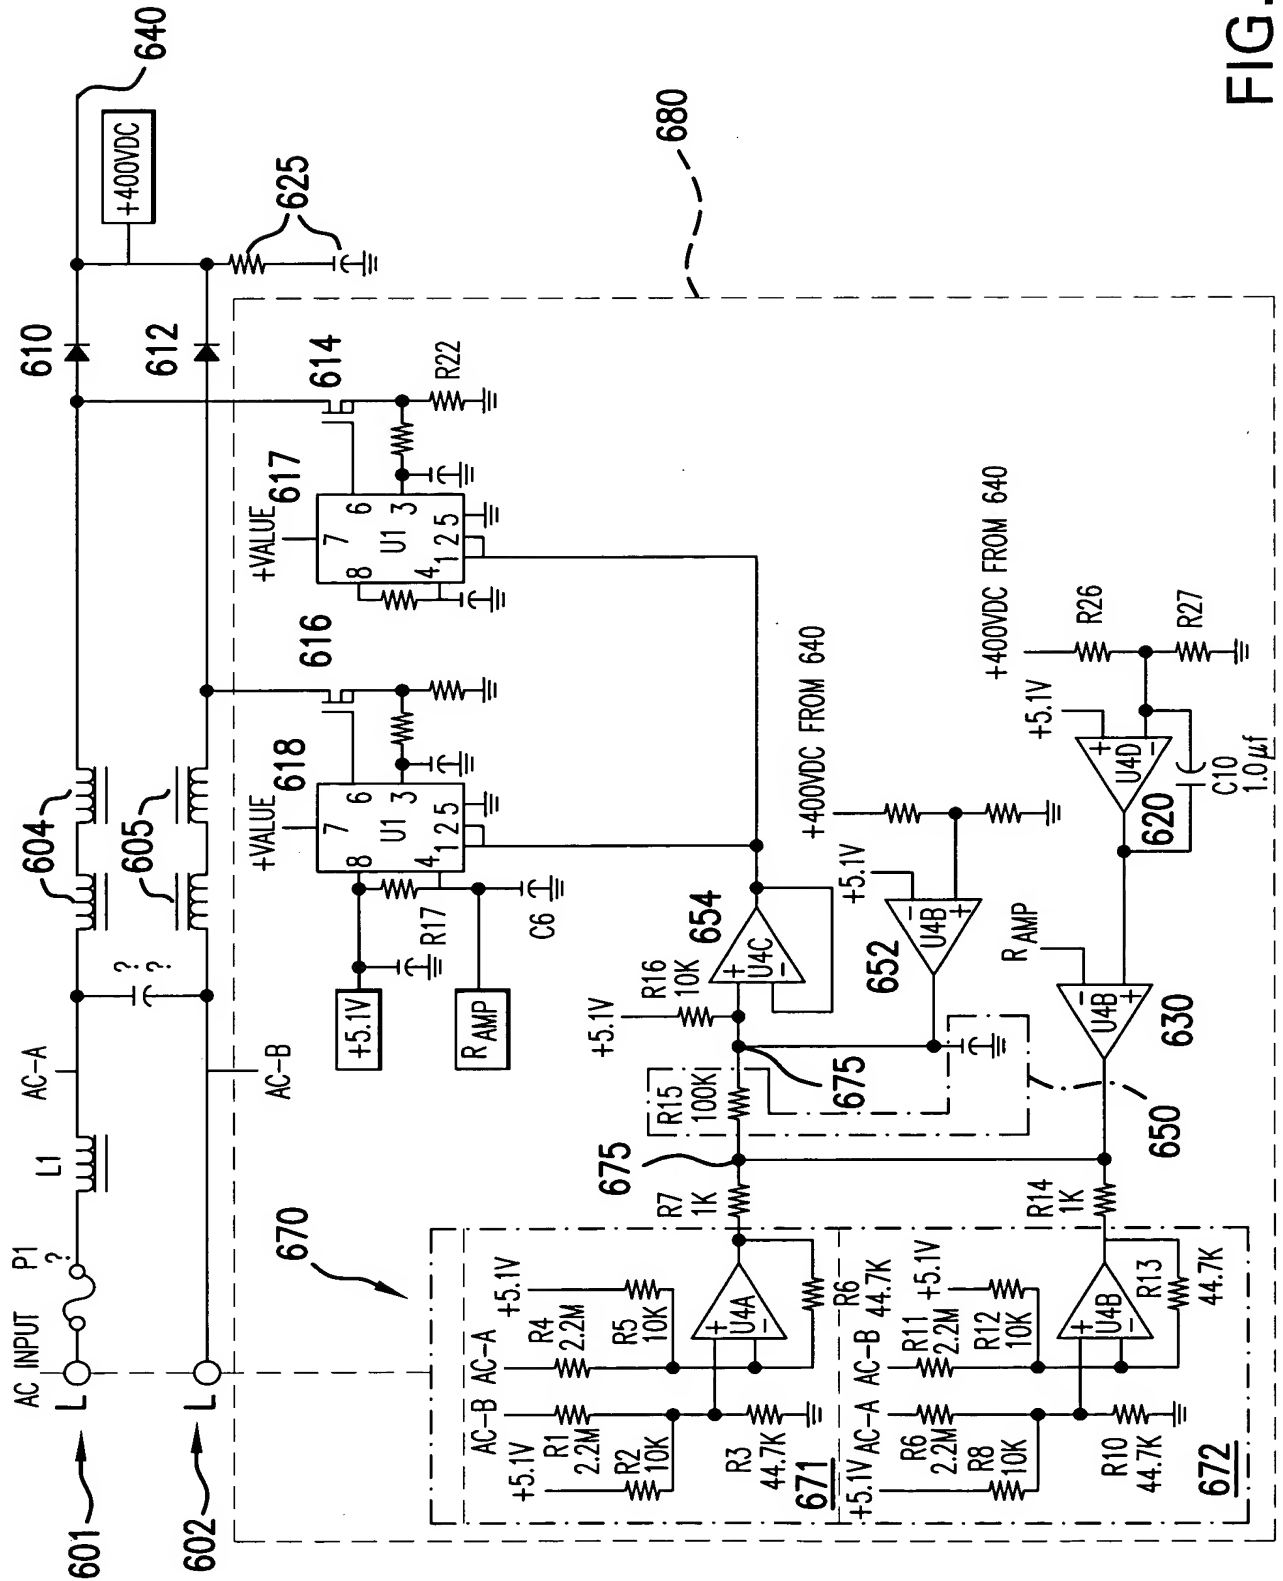 640
+400VDC
625
610
612
680
614
R22
617
+VALUE
7
6
U1
3
8
4
1 2 5
616
618
+VALUE
7
6
U1
3
8
4
1 2 5
604
605
? ?
R17
C6
+5.1V
RAMP
AC-A
AC-B
L1
P1
?
AC INPUT
L
L
601
602
670
+400VDC FROM 640
R26
R27
+5.1V
+
-
U4D
620
C10
1.0 µf
+400VDC FROM 640
+5.1V
-
+
U4B
652
654
+
-
U4C
R16
10K
+5.1V
675
R15
100K
675
650
RAMP
-
+
U4B
630
R7
1K
R14
1K
+5.1V
R5
10K
AC-A
R4
2.2M
+
-
U4A
R6
44.7K
AC-B
R1
2.2M
+5.1V
R2
10K
R3
44.7K
671
+5.1V
R12
10K
AC-B
R11
2.2M
+
-
U4B
R13
44.7K
AC-A
R6
2.2M
+5.1V
R8
10K
R10
44.7K
672
FIG.